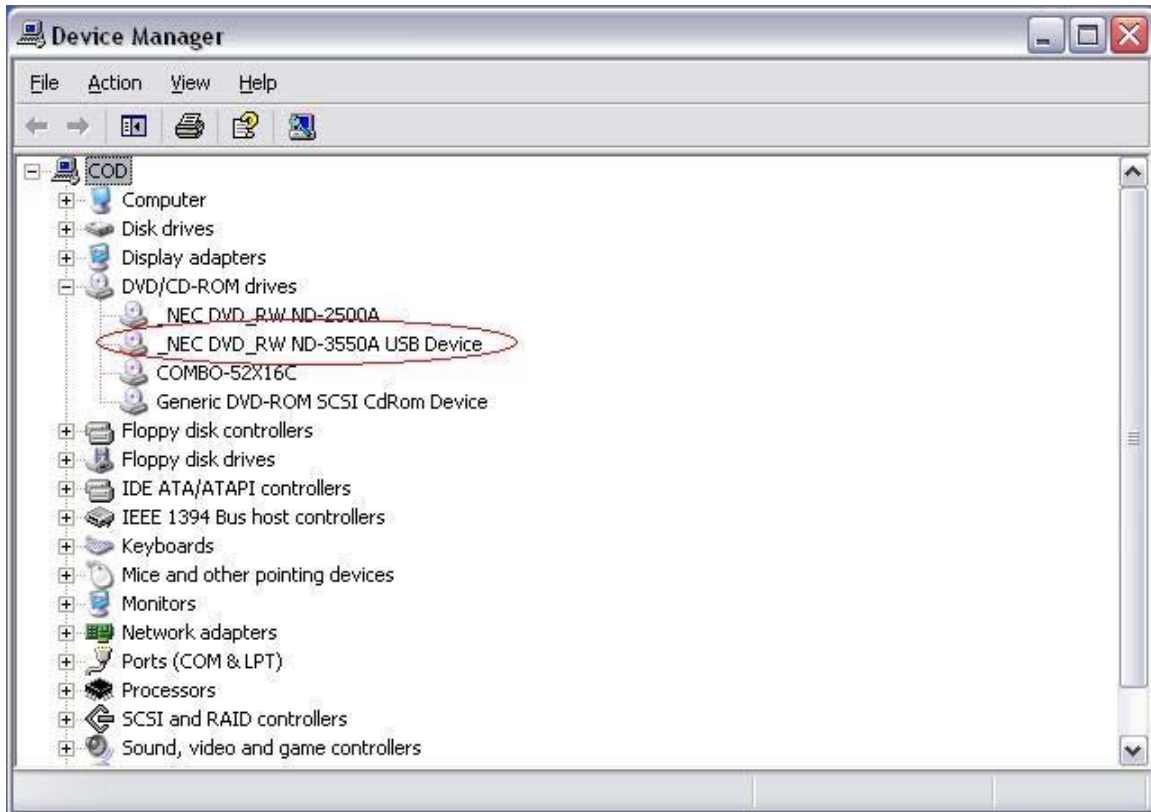 Device Manager
File Action View Help
COD
Computer
Disk drives
Display adapters
DVD/CD-ROM drives
_NEC DVD_RW ND-2500A
_NEC DVD_RW ND-3550A USB Device
COMBO-52X16C
Generic DVD-ROM SCSI CdRom Device
Floppy disk controllers
Floppy disk drives
IDE ATA/ATAPI controllers
IEEE 1394 Bus host controllers
Keyboards
Mice and other pointing devices
Monitors
Network adapters
Ports (COM & LPT)
Processors
SCSI and RAID controllers
Sound, video and game controllers